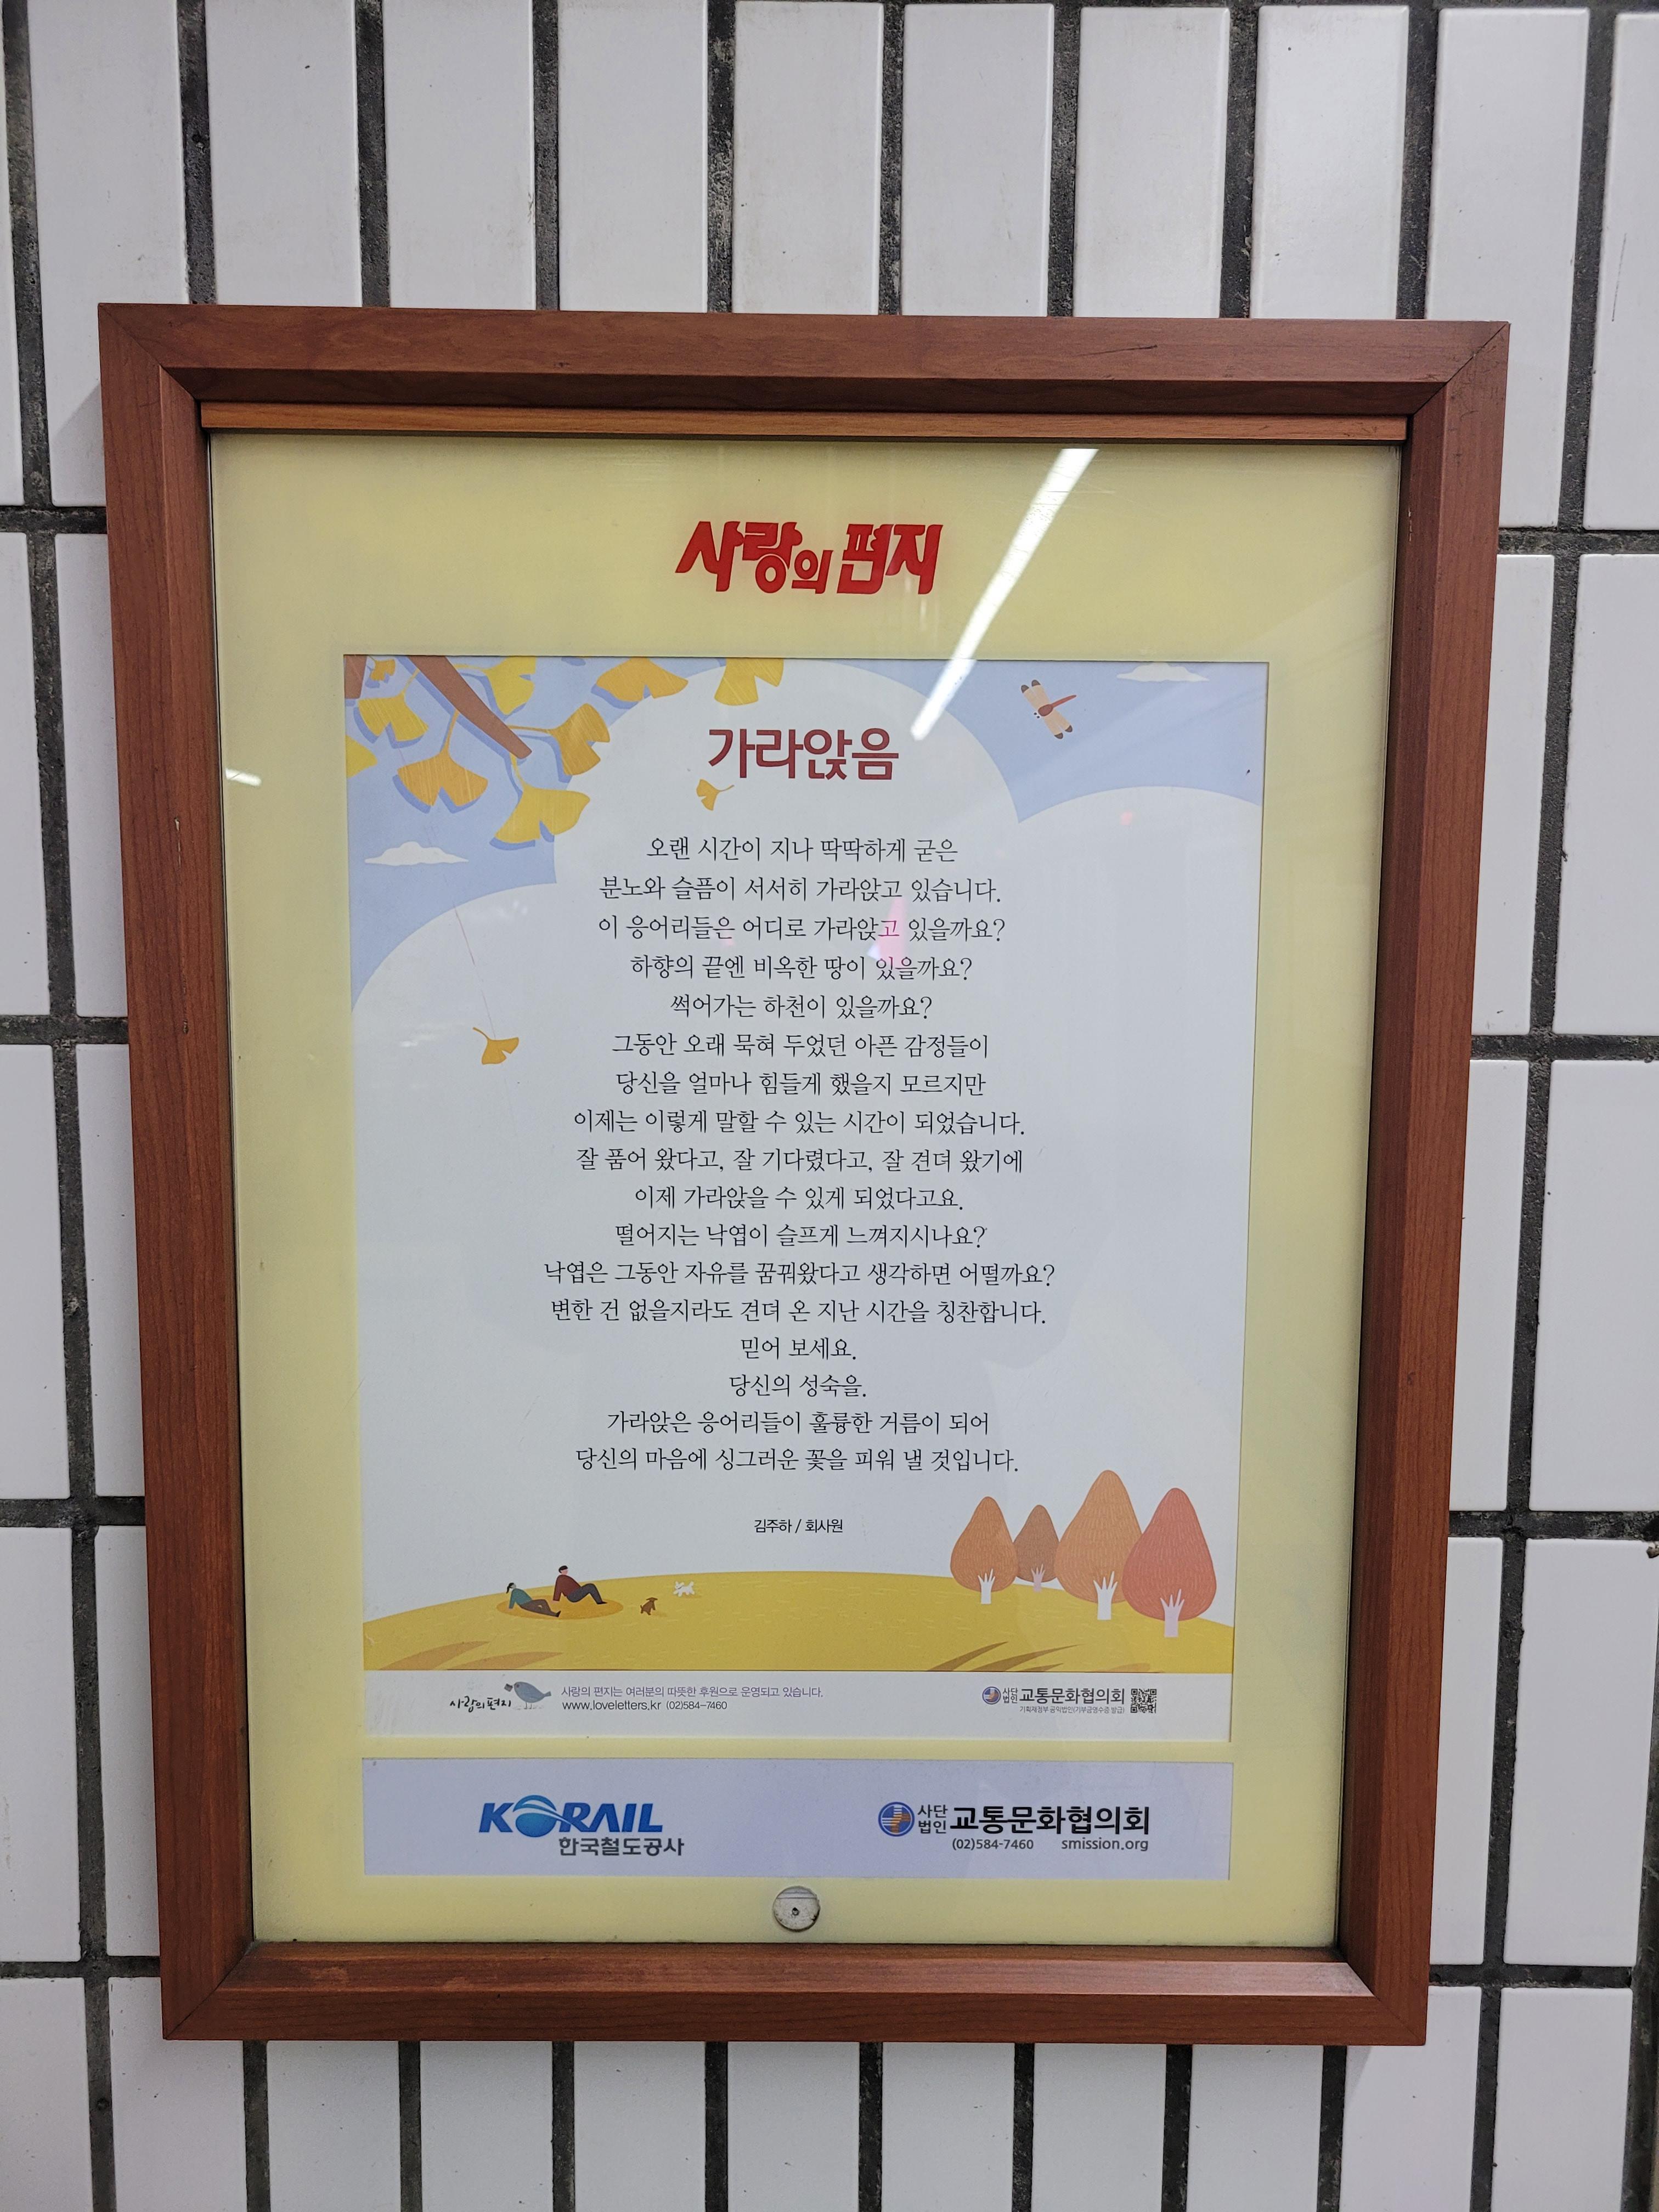 사랑의 편지
가라앉음
오랜 시간이 지나 딱딱하게 굳은
분노와 슬픔이 서서히 가라앉고 있습니다.
이 응어리들은 어디로 가라앉고 있을까요?
하향의 끝엔 비옥한 땅이 있을까요?
썩어가는 하천이 있을까요?
그동안 오래 묵혀 두었던 아픈 감정들이
당신을 얼마나 힘들게 했을지 모르지만
이제는 이렇게 말할 수 있는 시간이 되었습니다.
잘 품어 왔다고, 잘 기다렸다고, 잘 견뎌 왔기에
이제 가라앉을 수 있게 되었다고요.
떨어지는 낙엽이 슬프게 느껴지시나요?
낙엽은 그동안 자유를 꿈꿔왔다고 생각하면 어떨까요?
변한 건 없을지라도 견뎌 온 지난 시간을 칭찬합니다.
믿어 보세요.
당신의 성숙을.
가라앉은 응어리들이 훌륭한 거름이 되어
당신의 마음에 싱그러운 꽃을 피워 낼 것입니다.
김주하 / 회사원
사랑의 편지
사랑의 편지는 여러분의 따뜻한 후원으로 운영되고 있습니다.
www.loveletters.kr (02)584-7460
사단법인 교통문화협의회
기획재정부 공익법인(기부금영수증 발급)
KORAIL
한국철도공사
사단법인 교통문화협의회
(02)584-7460 smission.org